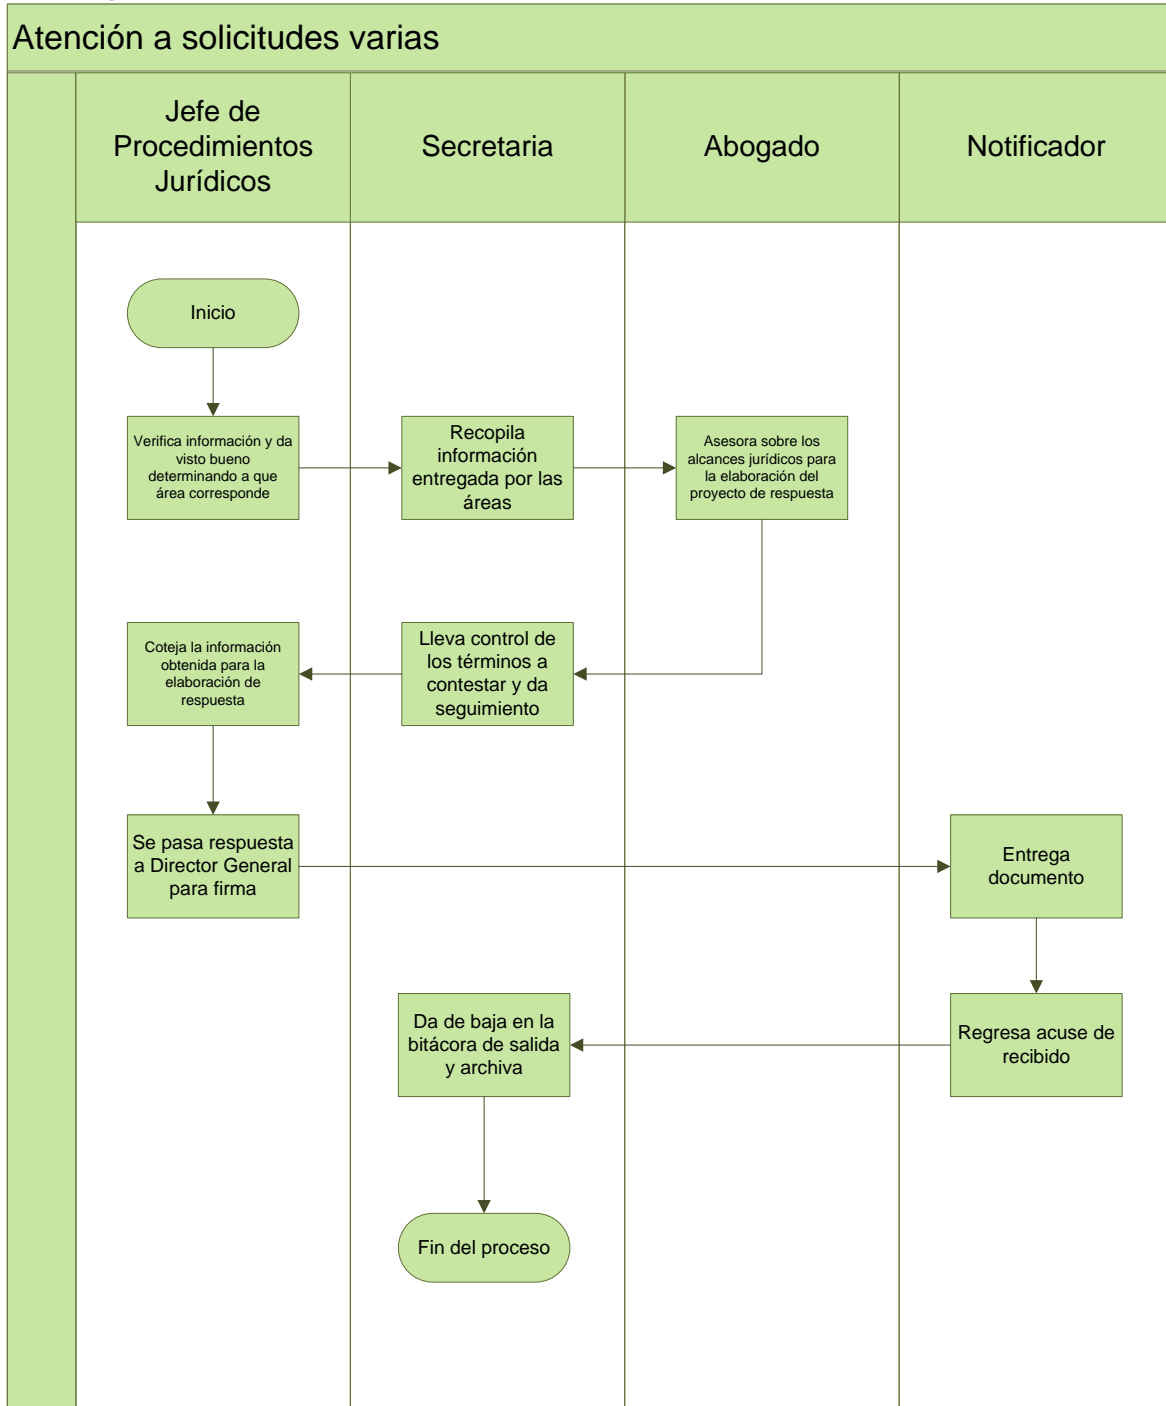 Atención a solicitudes varias
Jefe de
Procedimientos
Jurídicos
Secretaria
Abogado
Notificador
Inicio
Verifica información y da
visto bueno
determinando a que
área corresponde
Recopila
información
entregada por las
áreas
Asesora sobre los
alcances jurídicos para
la elaboración del
proyecto de respuesta
Coteja la información
obtenida para la
elaboración de
respuesta
Lleva control de
los términos a
contestar y da
seguimiento
Se pasa respuesta
a Director General
para firma
Entrega
documento
Da de baja en la
bitácora de salida
y archiva
Regresa acuse de
recibido
Fin del proceso